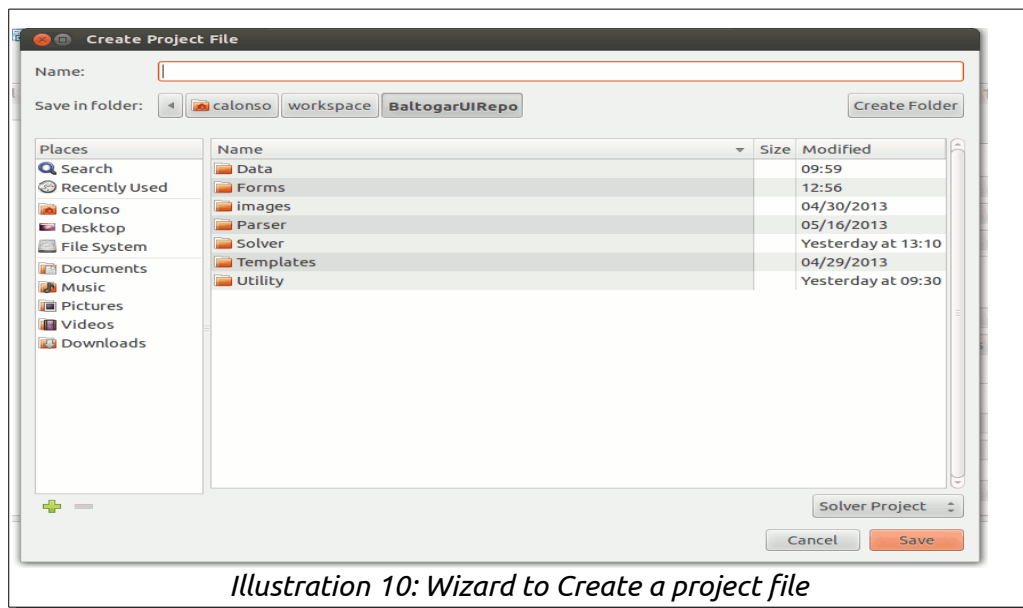 Create Project File
Name:
Save in folder: calonso workspace BaltogarUIRepo Create Folder
Places Name Size Modified
Search Data 09:59
Recently Used Forms 12:56
calonso images 04/30/2013
Desktop Parser 05/16/2013
File System Solver Yesterday at 13:10
Documents Templates 04/29/2013
Music Utility Yesterday at 09:30
Pictures
Videos
Downloads
Solver Project
Cancel Save
Illustration 10: Wizard to Create a project file